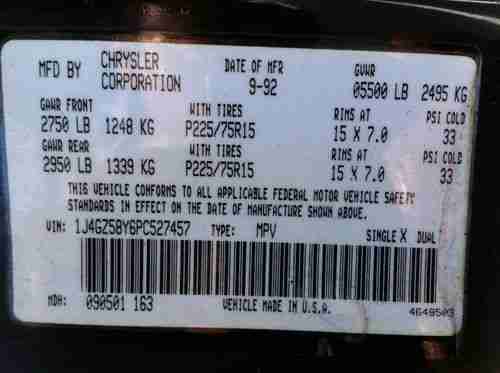 MFD BY CHRYSLER CORPORATION DATE OF MFR 9-92 GVWR 05500 LB 2495 KG
GAWR FRONT WITH TIRES RIMS AT PSI COLD
2750 LB 1248 KG P225/75R15 15 X 7.0 33
GAWR REAR WITH TIRES RIMS AT PSI COLD
2950 LB 1339 KG P225/75R15 15 X 7.0 33
THIS VEHICLE CONFORMS TO ALL APPLICABLE FEDERAL MOTOR VEHICLE SAFETY
STANDARDS IN EFFECT ON THE DATE OF MANUFACTURE SHOWN ABOVE.
VIN: 1J4GZ58Y6PC527457 TYPE: MPV SINGLE X DUAL
MDH: 090501 163 VEHICLE MADE IN U.S.A. 4649503